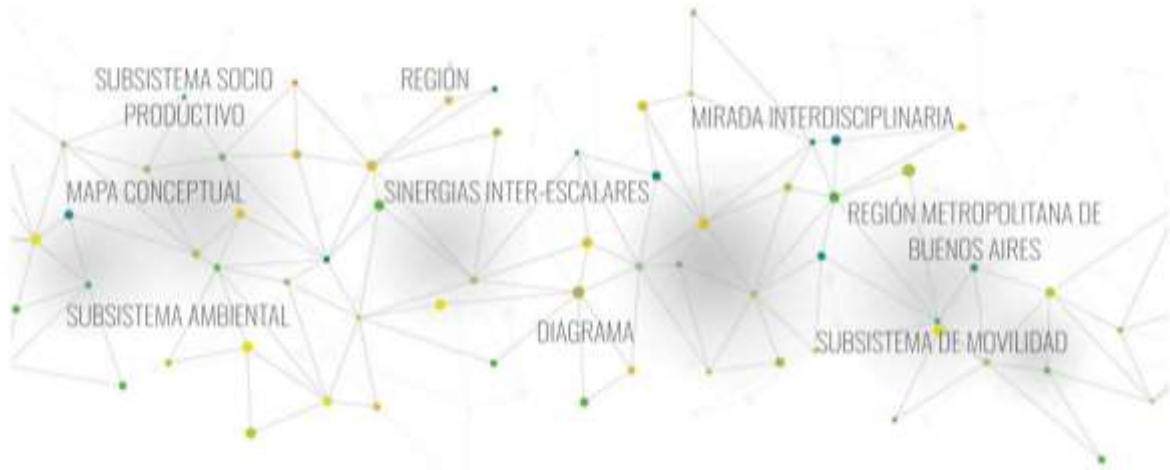 SUBSISTEMA SOCIO
PRODUCTIVO
REGIÓN
MIRADA INTERDISCIPLINARIA
MAPA CONCEPTUAL
SINERGIAS INTER-ESCALARES
REGIÓN METROPOLITANA DE
BUENOS AIRES
SUBSISTEMA AMBIENTAL
DIAGRAMA
SUBSISTEMA DE MOVILIDAD